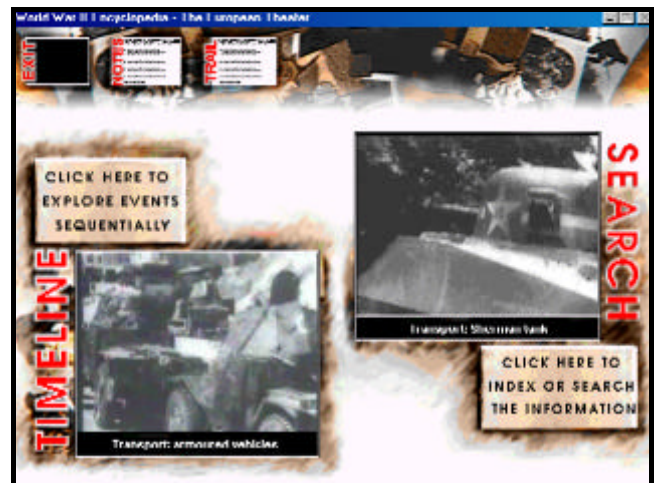 World War II Encyclopedia - The European Theater
EXIT
NOTES
TRAIL
CLICK HERE TO
EXPLORE EVENTS
SEQUENTIALLY
TIMELINE
Transport: armoured vehicles
SEARCH
Transport: Sherman tank
CLICK HERE TO
INDEX OR SEARCH
THE INFORMATION